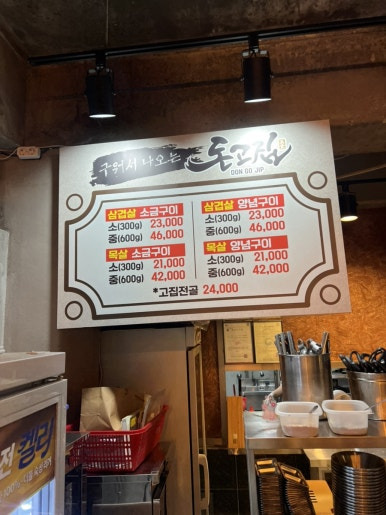 구워서 나오는 돈고집
DON GO JIP
삼겹살 소금구이
소(300g) 23,000
중(600g) 46,000
목살 소금구이
소(300g) 21,000
중(600g) 42,000
삼겹살 양념구이
소(300g) 23,000
중(600g) 46,000
목살 양념구이
소(300g) 21,000
중(600g) 42,000
*고집전골 24,000